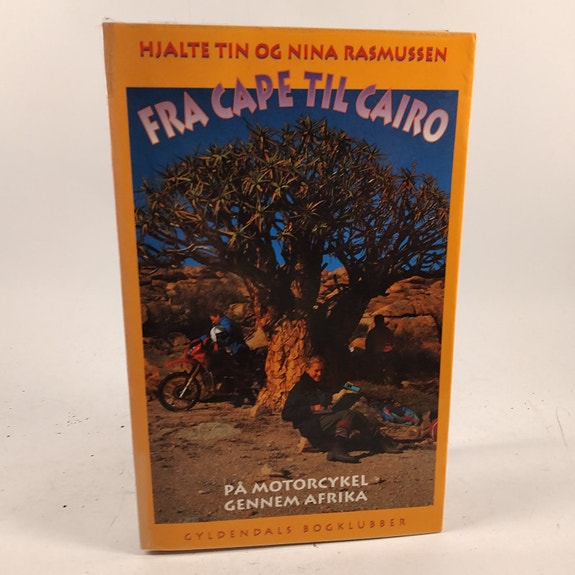 HJALTE TIN OG NINA RASMUSSEN
FRA CAPE TIL CAIRO
PÅ MOTORCYKEL
GENNEM AFRIKA
GYLDENDALS BOGKLUBBER